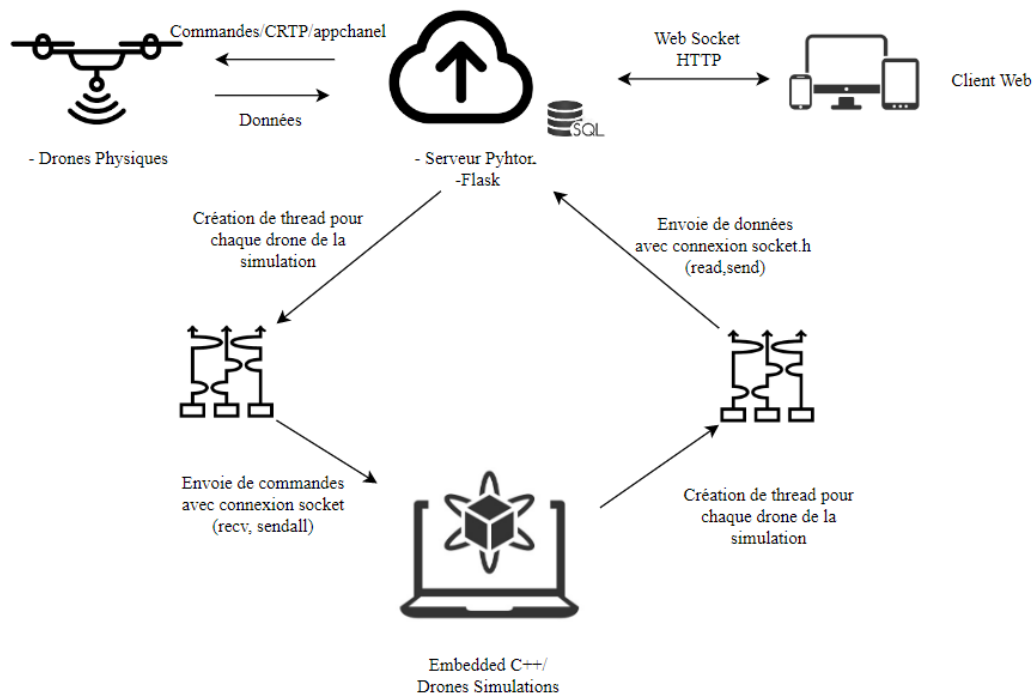 Commandes/CRTP/appchanel
Données
- Drones Physiques
SQL
- Serveur Pyhton
-Flask
Web Socket
HTTP
Client Web
Création de thread pour
chaque drone de la
simulation
Envoie de données
avec connexion socket.h
(read,send)
Envoie de commandes
avec connexion socket
(recv, sendall)
Création de thread pour
chaque drone de la
simulation
Embedded C++/
Drones Simulations